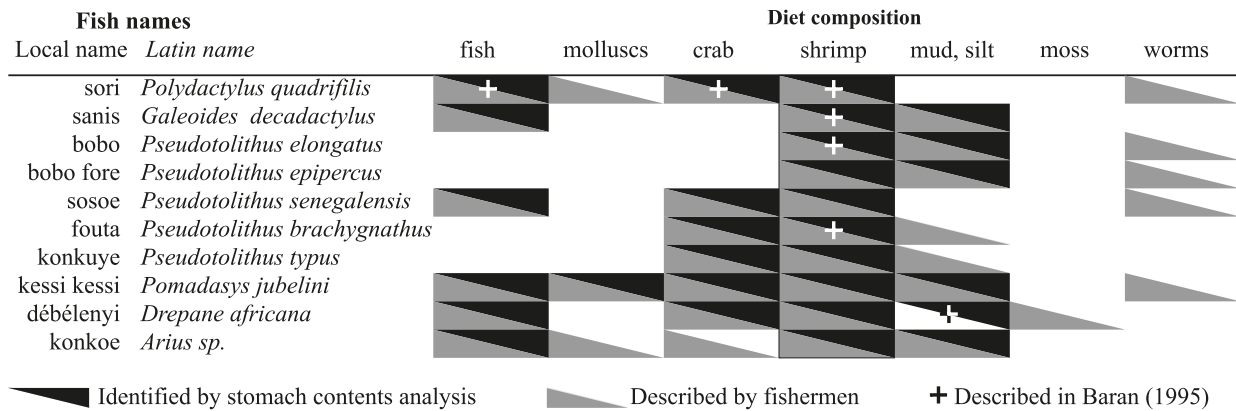 Fish names Diet composition
Local name Latin name fish molluscs crab shrimp mud, silt moss worms
sori Polydactylus quadrifilis
sanis Galeoides decadactylus
bobo Pseudotolithus elongatus
bobo fore Pseudotolithus epipercus
sosoe Pseudotolithus senegalensis
fouta Pseudotolithus brachygnathus
konkuye Pseudotolithus typus
kessi kessi Pomadasys jubelini
débélenyi Drepane africana
konkoe Arius sp.
Identified by stomach contents analysis Described by fishermen Described in Baran (1995)